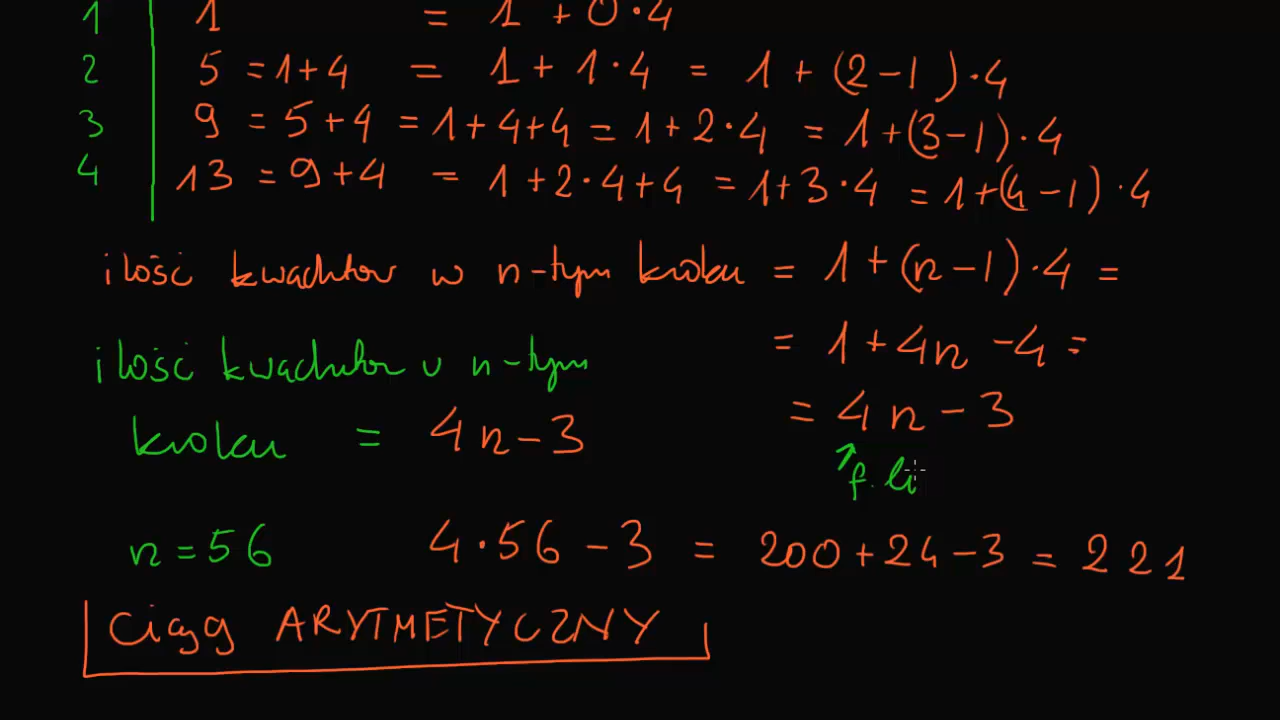 1 1 = 1 + 0·4
2 5 = 1+4 = 1 + 1·4 = 1 + (2-1)·4
3 9 = 5+4 = 1+4+4 = 1+2·4 = 1+(3-1)·4
4 13 = 9+4 = 1+2·4+4 = 1+3·4 = 1+(4-1)·4
ilość kwadratów w n-tym kroku = 1+(n-1)·4 =
= 1+4n-4 =
ilość kwadratów w n-tym
= 4n-3
kroku = 4n-3
f. li
n=56 4·56-3 = 200+24-3 = 221
Ciąg ARYTMETYCZNY